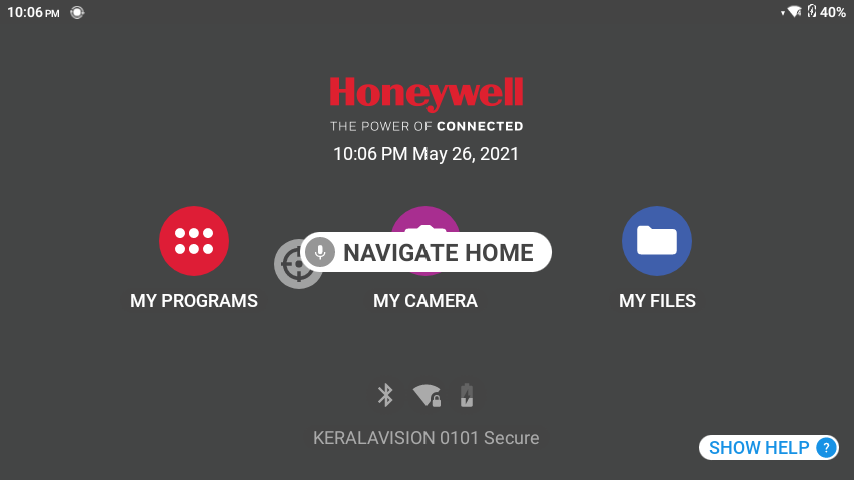 10:06 PM
40%
Honeywell
THE POWER OF CONNECTED
10:06 PM May 26, 2021
NAVIGATE HOME
MY PROGRAMS
MY CAMERA
MY FILES
KERALAVISION 0101 Secure
SHOW HELP ?